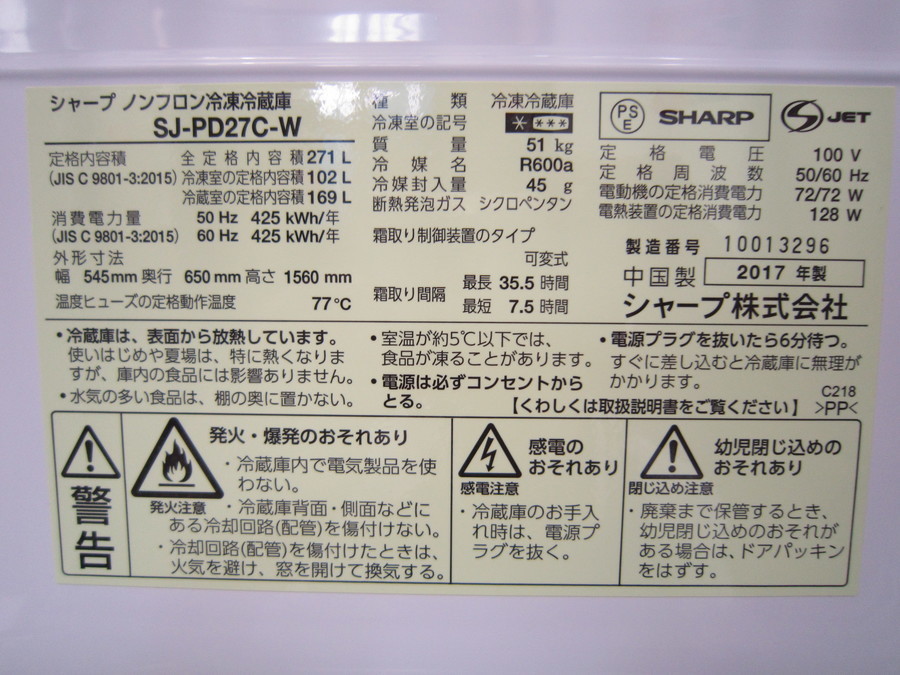 シャープ ノンフロン冷凍冷蔵庫
SJ-PD27C-W
定格内容積 全定格内容積 271 L
(JIS C 9801-3:2015) 冷凍室の定格内容積 102 L
冷蔵室の定格内容積 169 L
消費電力量 50 Hz 425 kWh/年
(JIS C 9801-3:2015) 60 Hz 425 kWh/年
外形寸法
幅 545mm 奥行 650mm 高さ 1560 mm
温度ヒューズの定格動作温度 77℃
種類 冷凍冷蔵庫
冷凍室の記号 * ***
質量 51 kg
冷媒名 R600a
冷媒封入量 45 g
断熱発泡ガス シクロペンタン
霜取り制御装置のタイプ
可変式
霜取り間隔 最長 35.5 時間
最短 7.5 時間
PSE SHARP S JET
定格電圧 100 V
定格周波数 50/60 Hz
電動機の定格消費電力 72/72 W
電熱装置の定格消費電力 128 W
製造番号 10013296
中国製 2017 年製
シャープ株式会社
・冷蔵庫は、表面から放熱しています。
使いはじめや夏場は、特に熱くなりま
すが、庫内の食品には影響ありません。
・水気の多い食品は、棚の奥に置かない。
・室温が約5℃以下では、
食品が凍ることがあります。
・電源は必ずコンセントから
とる。
・電源プラグを抜いたら6分待つ。
すぐに差し込むと冷蔵庫に無理が
かかります。
C218
【くわしくは取扱説明書をご覧ください】 >PP<
警告
発火・爆発のおそれあり
発火注意
・冷蔵庫内で電気製品を使
わない。
・冷蔵庫背面・側面などに
ある冷却回路(配管)を傷付けない。
・冷却回路(配管)を傷付けたときは、
火気を避け、窓を開けて換気する。
感電の
おそれあり
感電注意
・冷蔵庫のお手入
れ時は、電源プ
ラグを抜く。
幼児閉じ込めの
おそれあり
閉じ込め注意
・廃棄まで保管するとき、
幼児閉じ込めのおそれが
ある場合は、ドアパッキン
をはずす。